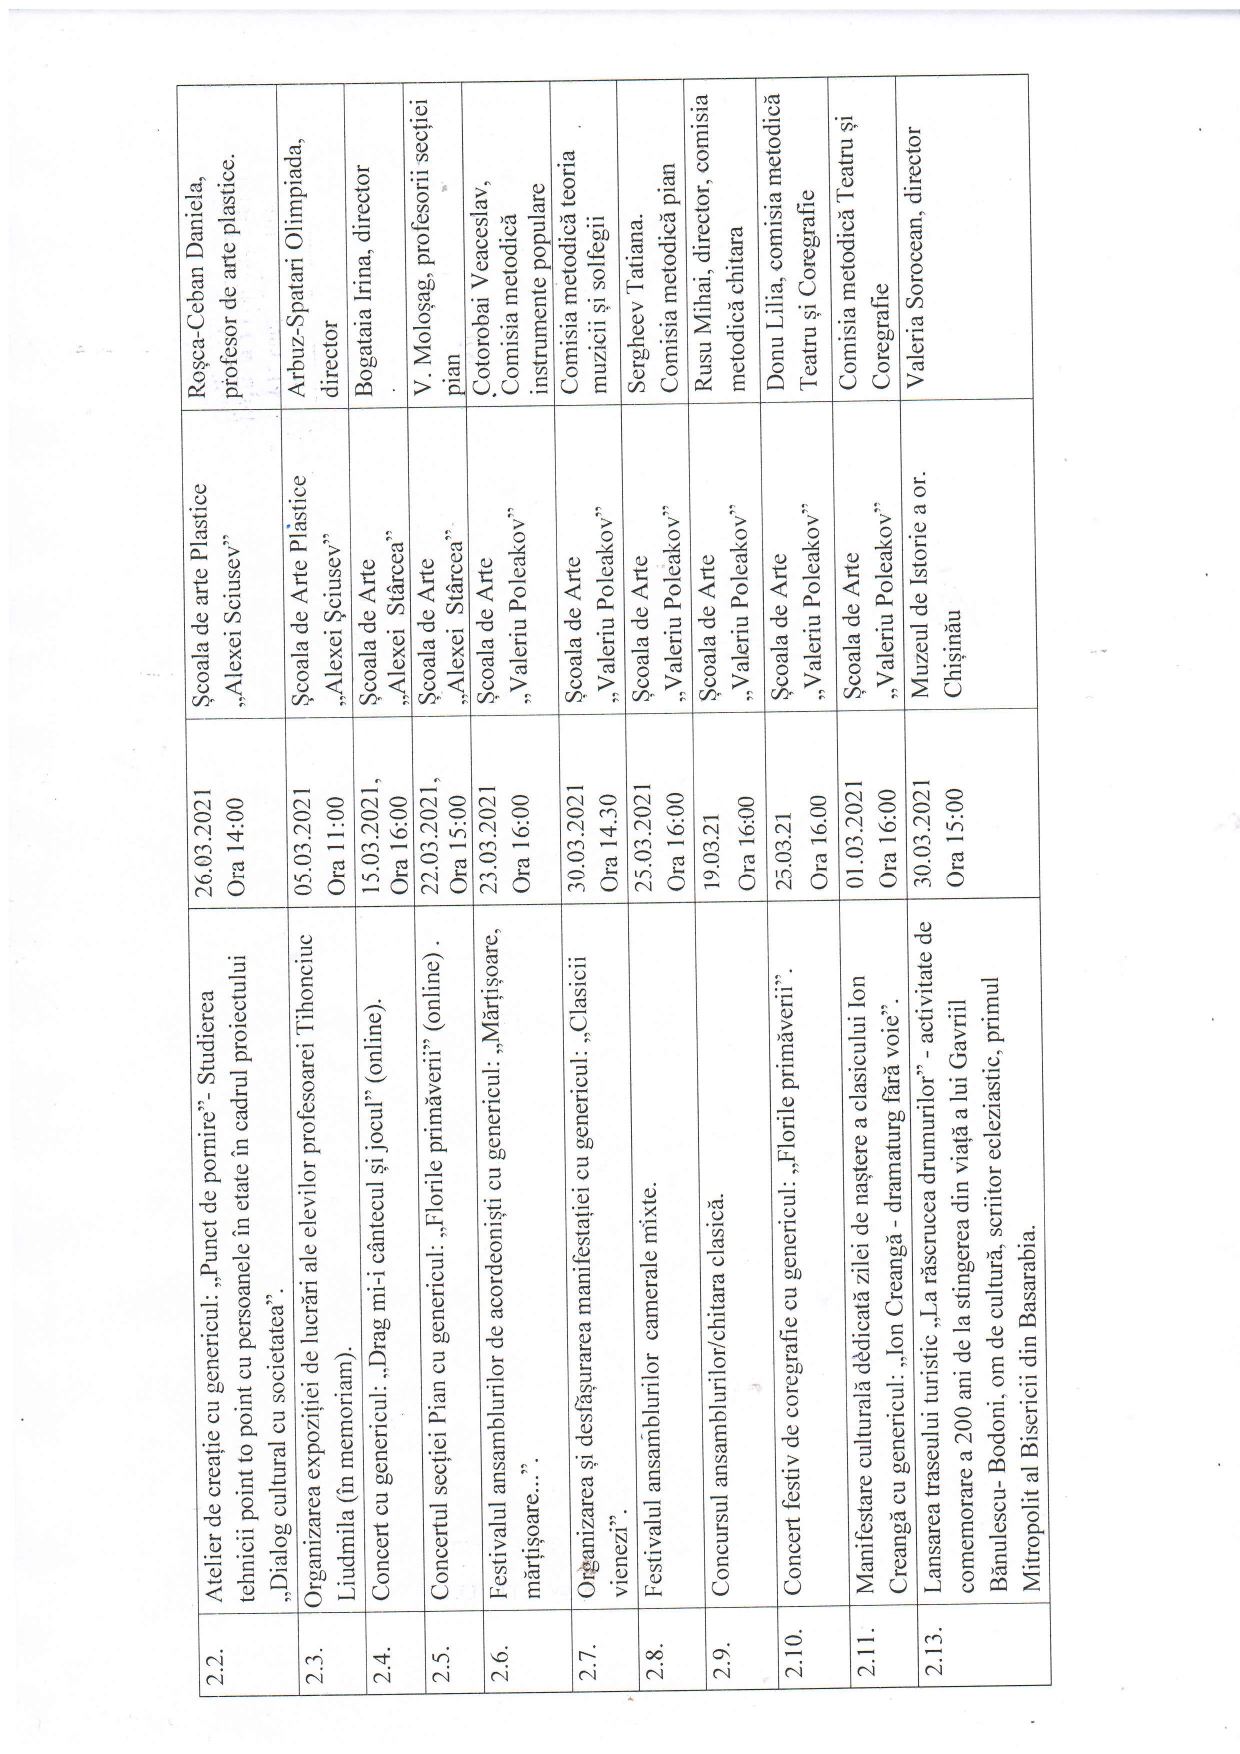 2.2.
Atelier de creație cu genericul: „Punct de pornire”- Studierea
tehnicii point to point cu persoanele în etate în cadrul proiectului
„Dialog cultural cu societatea”.
26.03.2021
Ora 14:00
Școala de arte Plastice
„Alexei Sciusev”
Roșca-Ceban Daniela,
profesor de arte plastice.
2.3.
Organizarea expoziției de lucrări ale elevilor profesoarei Tihonciuc
Liudmila (în memoriam).
05.03.2021
Ora 11:00
Școala de Arte Plastice
„Alexei Șciusev”
Arbuz-Spatari Olimpiada,
director
2.4.
Concert cu genericul: „Drag mi-i cântecul și jocul” (online).
15.03.2021,
Ora 16:00
Școala de Arte
„Alexei Stârcea”
Bogataia Irina, director
2.5.
Concertul secției Pian cu genericul: „Florile primăverii” (online) .
22.03.2021,
Ora 15:00
Școala de Arte
„Alexei Stârcea”
V. Moloșag, profesorii secției
pian
2.6.
Festivalul ansamblurilor de acordeoniști cu genericul: „Mărțișoare,
mărțișoare...”.
23.03.2021
Ora 16:00
Școala de Arte
„Valeriu Poleakov”
Cotorobai Veaceslav,
Comisia metodică
instrumente populare
2.7.
Organizarea și desfășurarea manifestației cu genericul: „Clasicii
vienezi”.
30.03.2021
Ora 14.30
Școala de Arte
„Valeriu Poleakov”
Comisia metodică teoria
muzicii și solfegii
2.8.
Festivalul ansamblurilor camerale mixte.
25.03.2021
Ora 16:00
Școala de Arte
„Valeriu Poleakov”
Sergheev Tatiana.
Comisia metodică pian
2.9.
Concursul ansamblurilor/chitara clasică.
19.03.21
Ora 16:00
Școala de Arte
„Valeriu Poleakov”
Rusu Mihai, director, comisia
metodică chitara
2.10.
Concert festiv de coregrafie cu genericul: „Florile primăverii”.
25.03.21
Ora 16.00
Școala de Arte
„Valeriu Poleakov”
Donu Lilia, comisia metodică
Teatru și Coregrafie
2.11.
Manifestare culturală dedicată zilei de naștere a clasicului Ion
Creangă cu genericul: „Ion Creangă - dramaturg fără voie”.
01.03.2021
Ora 16:00
Școala de Arte
„Valeriu Poleakov”
Comisia metodică Teatru și
Coregrafie
2.13.
Lansarea traseului turistic „La răscrucea drumurilor” - activitate de
comemorare a 200 ani de la stingerea din viață a lui Gavriil
Bănulescu- Bodoni, om de cultură, scriitor ecleziastic, primul
Mitropolit al Bisericii din Basarabia.
30.03.2021
Ora 15:00
Muzeul de Istorie a or.
Chișinău
Valeria Sorocean, director